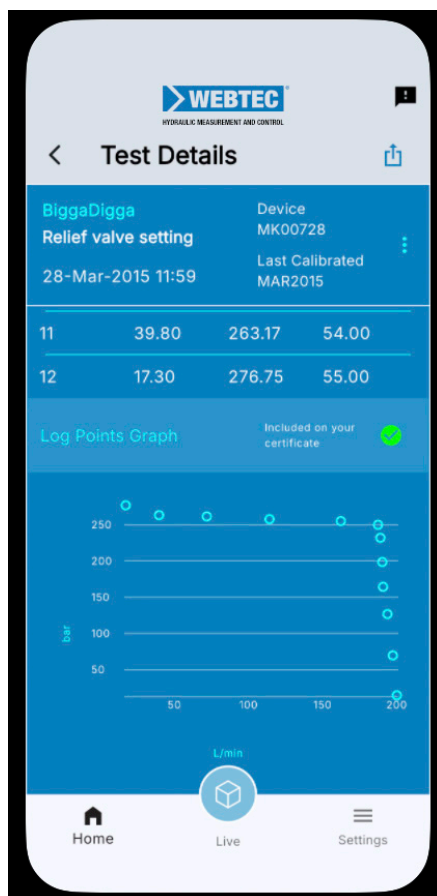 WEBTEC
HYDRAULIC MEASUREMENT AND CONTROL
Test Details
BiggaDigga
Relief valve setting
28-Mar-2015 11:59
Device
MK00728
Last Calibrated
MAR2015
11 39.80 263.17 54.00
12 17.30 276.75 55.00
Log Points Graph
Included on your
certificate
250
200
150
100
50
bar
50 100 150 200
L/min
Home
Live
Settings